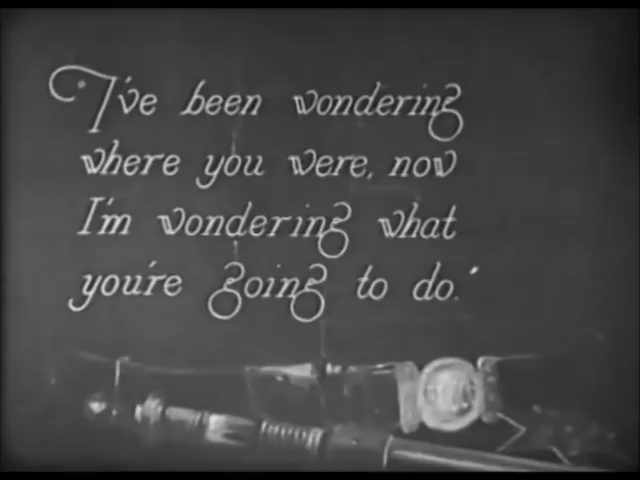 "I've been wondering
where you were, now
I'm wondering what
you're going to do."